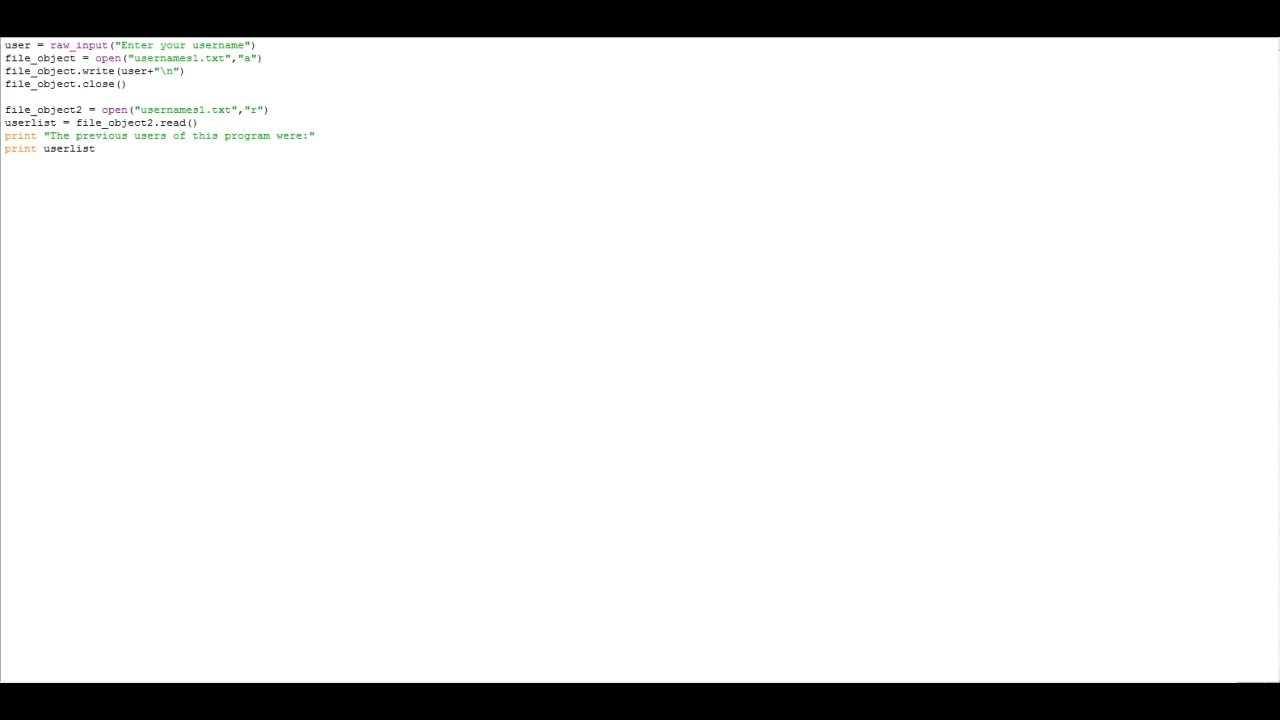 user = raw_input("Enter your username")
file_object = open("usernames1.txt","a")
file_object.write(user+"\n")
file_object.close()
file_object2 = open("usernames1.txt","r")
userlist = file_object2.read()
print "The previous users of this program were:"
print userlist